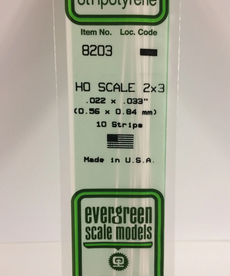 Stripolyrene
Item No. Loc. Code
8203
HO SCALE 2x3
.022 x .033"
(0.56 x 0.84 mm)
10 Strips
Made in U.S.A.
evergreen
scale models